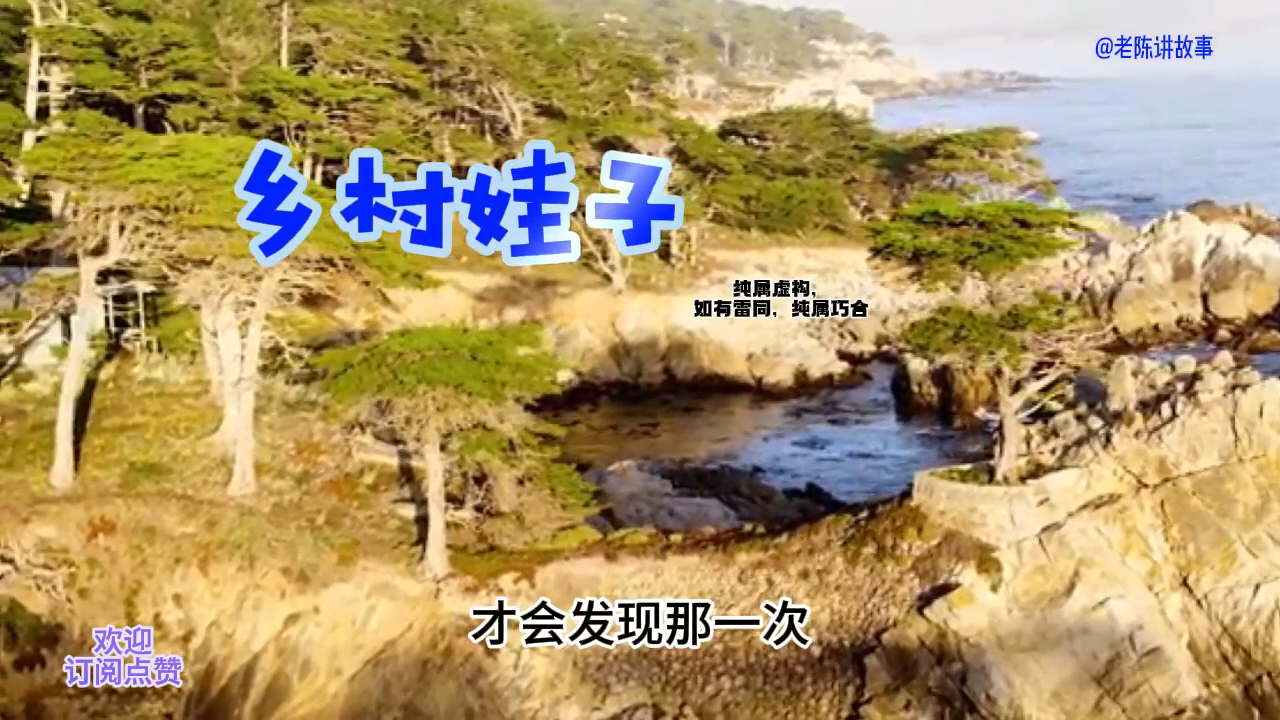 @老陈讲故事
乡村娃子
纯属虚构，
如有雷同，纯属巧合
才会发现那一次
欢迎
订阅点赞